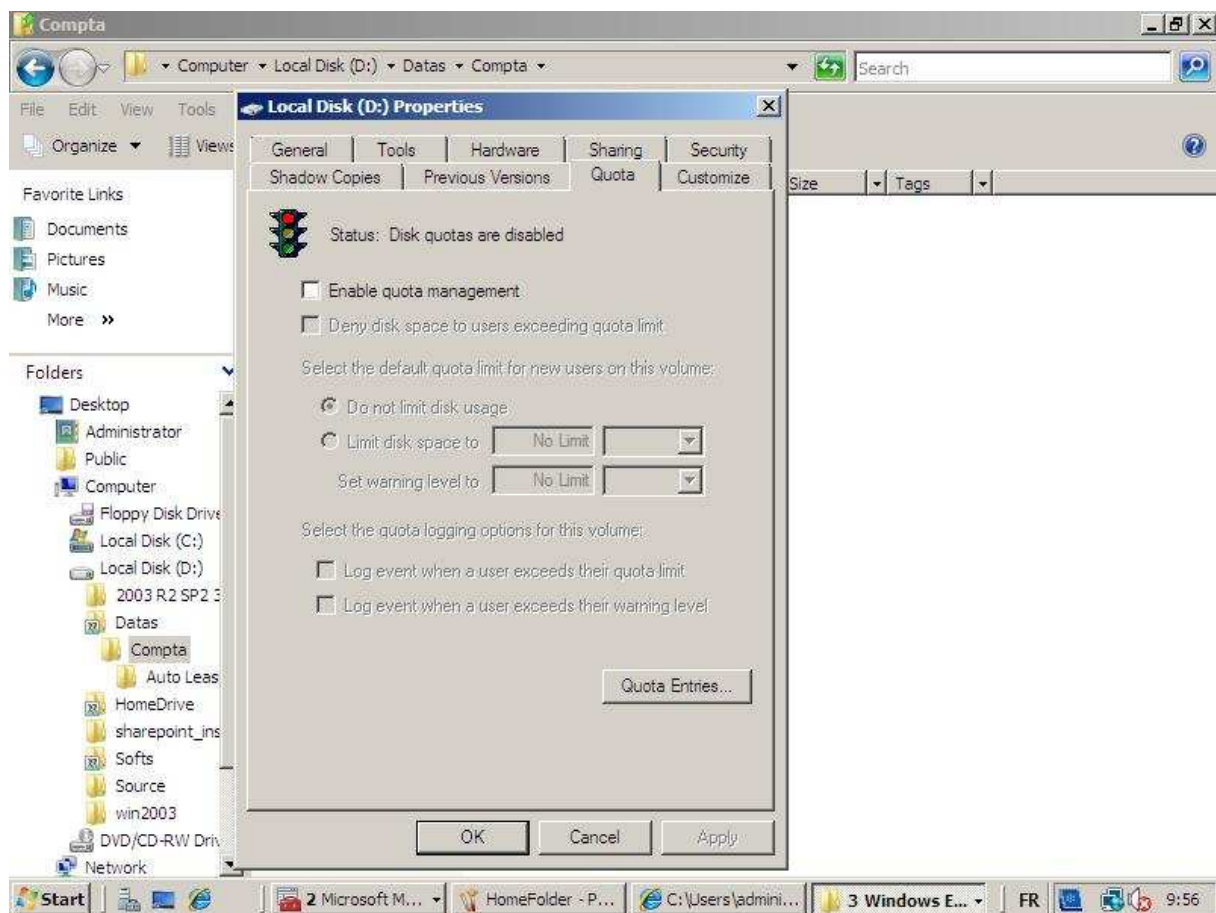 Compta
Computer Local Disk (D:) Datas Compta
Search
File Edit View Tools
Organize Views
Local Disk (D:) Properties
General Tools Hardware Sharing Security
Shadow Copies Previous Versions Quota Customize
Size Tags
Favorite Links
Documents
Pictures
Music
More »
Folders
Desktop
Administrator
Public
Computer
Floppy Disk Drive
Local Disk (C:)
Local Disk (D:)
2003 R2 SP2 3
Datas
Compta
Auto Leas
HomeDrive
sharepoint_ins
Softs
Source
win2003
DVD/CD-RW Driv
Network
Status: Disk quotas are disabled
Enable quota management
Deny disk space to users exceeding quota limit
Select the default quota limit for new users on this volume:
Do not limit disk usage
Limit disk space to No Limit
Set warning level to No Limit
Select the quota logging options for this volume:
Log event when a user exceeds their quota limit
Log event when a user exceeds their warning level
Quota Entries...
OK Cancel Apply
Start 2 Microsoft M... HomeFolder - P... C:\Users\admini... 3 Windows E... FR 9:56